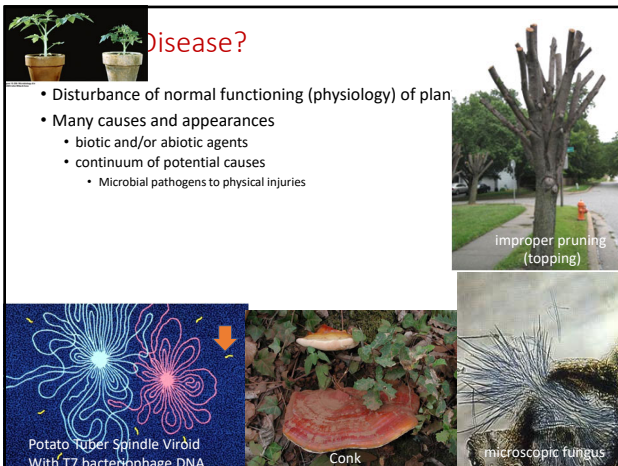 Disease?
• Disturbance of normal functioning (physiology) of plan
• Many causes and appearances
• biotic and/or abiotic agents
• continuum of potential causes
• Microbial pathogens to physical injuries
improper pruning
(topping)
Potato Tuber Spindle Viroid
With T7 bacteriophage DNA
Conk
microscopic fungus